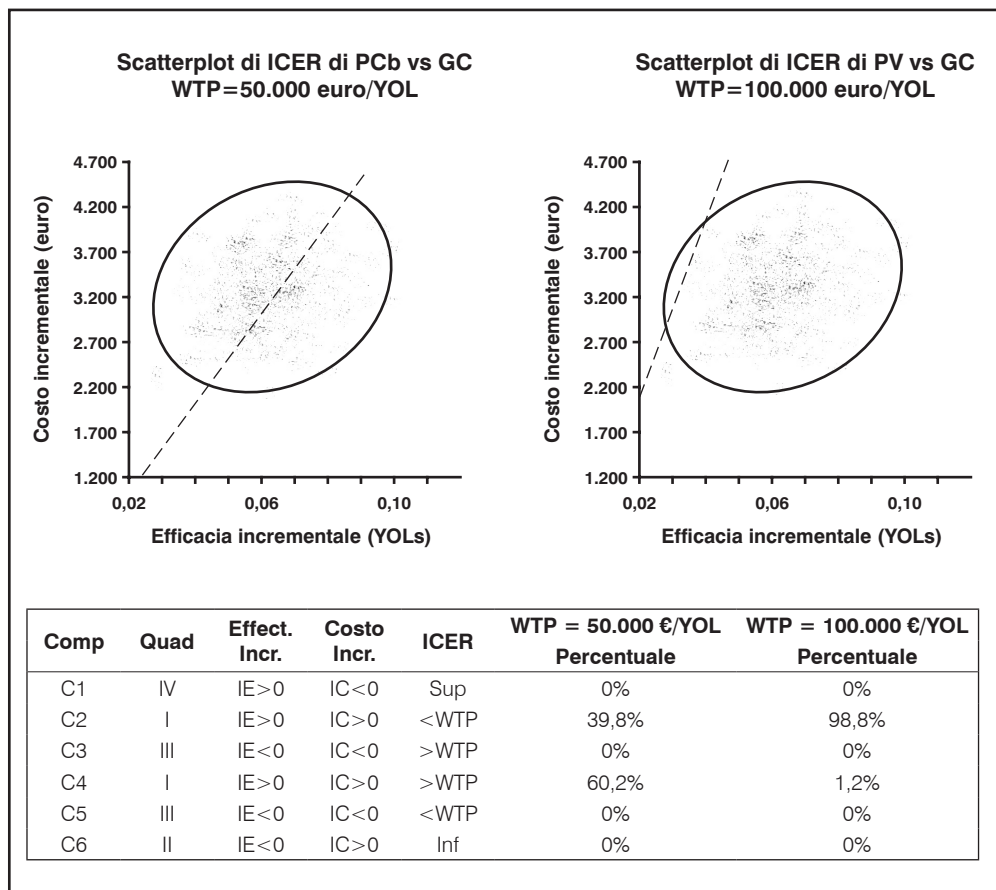 Scatterplot di ICER di PCb vs GC
WTP=50.000 euro/YOL
4.700
4.200
3.700
3.200
2.700
2.200
1.700
1.200
Costo incrementale (euro)
0,02 0,06 0,10
Efficacia incrementale (YOLs)
Scatterplot di ICER di PV vs GC
WTP=100.000 euro/YOL
4.700
4.200
3.700
3.200
2.700
2.200
1.700
1.200
Costo incrementale (euro)
0,02 0,06 0,10
Efficacia incrementale (YOLs)
Comp Quad Effect. Incr. Costo Incr. ICER WTP = 50.000 €/YOL WTP = 100.000 €/YOL
Percentuale Percentuale
C1 IV IE>0 IC<0 Sup 0% 0%
C2 I IE>0 IC>0 <WTP 39,8% 98,8%
C3 III IE<0 IC<0 >WTP 0% 0%
C4 I IE>0 IC>0 >WTP 60,2% 1,2%
C5 III IE<0 IC<0 <WTP 0% 0%
C6 II IE<0 IC>0 Inf 0% 0%